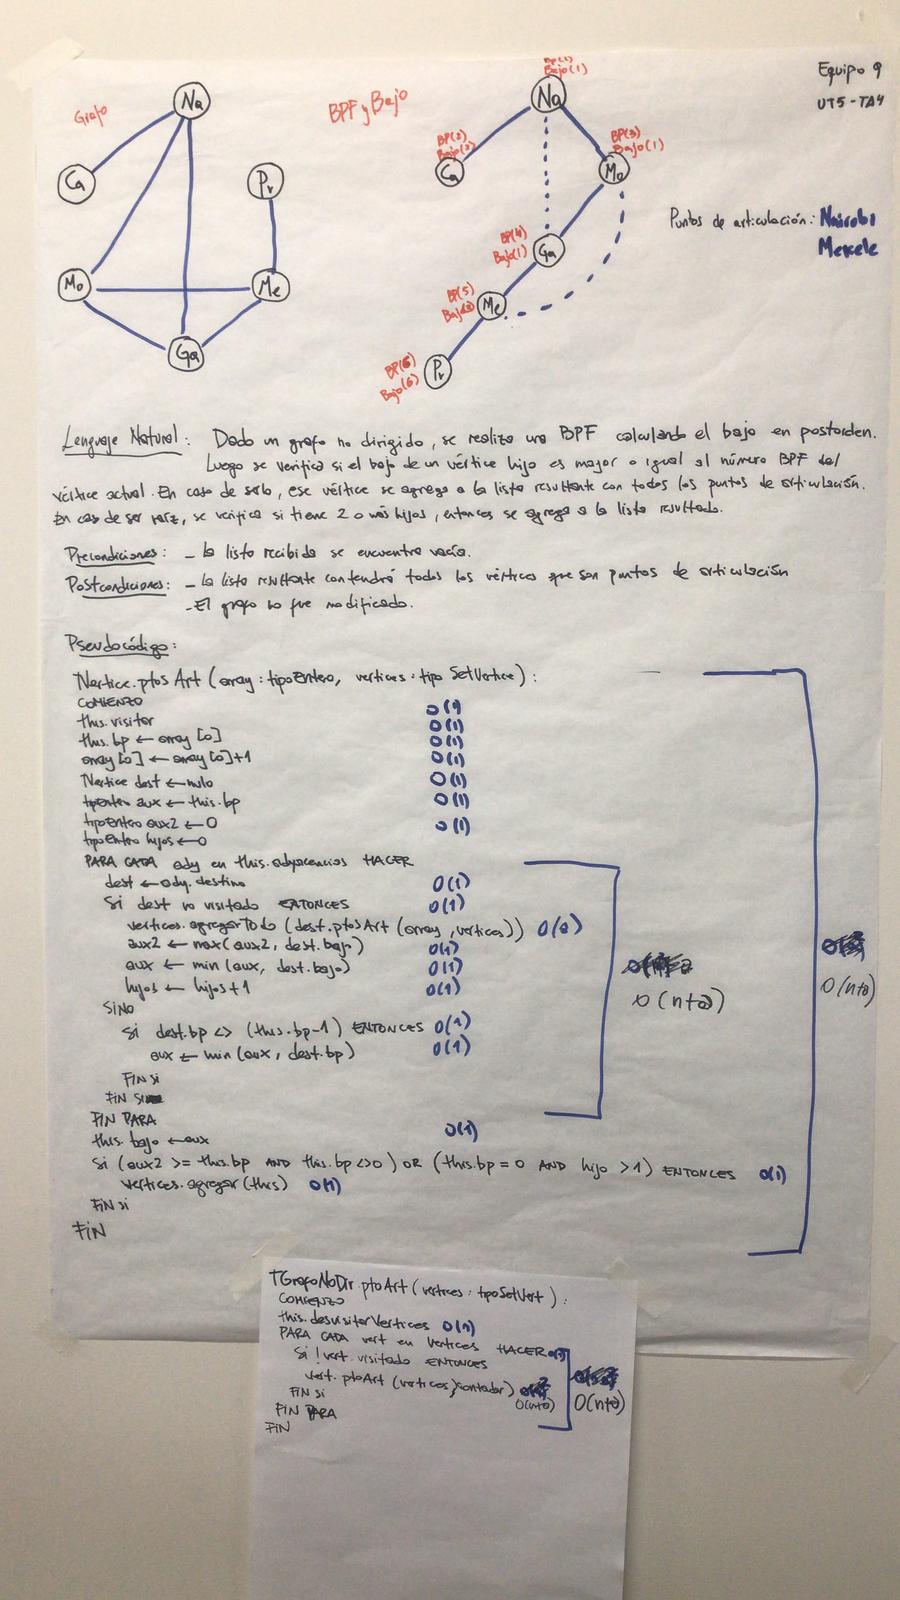 Equipo 9
UT5-TA4
Grafo
Na
Ca
Pr
Mo
Me
Ga
BPF y Bajo
BP(1)
Bajo(1)
Na
BP(2)
Bajo(2)
Ca
BP(3)
Bajo(1)
Mo
BP(4)
Bajo(1)
Ga
BP(5)
Me
BP(6)
Bajo(6)
Pr
Puntos de articulación: Nairobi
Mekele
Lenguaje Natural: Dado un grafo no dirigido, se realiza una BPF calculando el bajo en postorden.
Luego se verifica si el bajo de un vértice hijo es mayor o igual al número BPF del
vértice actual. En caso de serlo, ese vértice se agrega a la lista resultante con todos los puntos de articulación.
En caso de ser raíz, se verifica si tiene 2 o más hijos, entonces se agrega a la lista resultado.
Precondiciones: - La lista recibida se encuentra vacía.
Postcondiciones: - La lista resultante contendrá todos los vértices que son puntos de articulación
- El grafo no fue modificado.
Pseudocódigo:
TVertice.ptosArt (array: tipoEntero, vertices: tipo SetVertice):
COMIENZO O(1)
this.visitar O(1)
this.bp ← array [0] O(1)
array [0] ← array [0]+1 O(1)
TVertice dest ← nulo O(1)
tipoEntero aux ← this.bp O(1)
tipoEntero aux2 ← 0 O(1)
tipoEntero hijos ← 0
PARA CADA ady en this.adyacencias HACER
dest ← ady.destino O(1)
Si dest no visitado ENTONCES O(1)
vertices.agregarTodo (dest.ptosArt (array, vertices)) O(a)
aux2 ← max(aux2, dest.bajo) O(1)
aux ← min (aux, dest.bajo) O(1)
hijos ← hijos+1 O(1)
SINO
Si dest.bp <> (this.bp-1) ENTONCES O(1)
aux ← min (aux, dest.bp) O(1)
FIN SI
FIN SI
FIN PARA
this.bajo ← aux O(1)
Si (aux2 >= this.bp AND this.bp <> 0) OR (this.bp = 0 AND hijo > 1) ENTONCES O(1)
vertices.agregar (this) O(1)
FIN SI
FIN
O(n+a)
O(n+a)
TGrafoNoDir.ptoArt (vertices: tipoSetVert):
COMIENZO
this.desvisitarVertices O(n)
PARA CADA vert en vertices HACER
Si !vert.visitado ENTONCES
vert.ptoArt (vertices, contador) O(n+a)
FIN SI
FIN PARA
FIN
O(n+a)